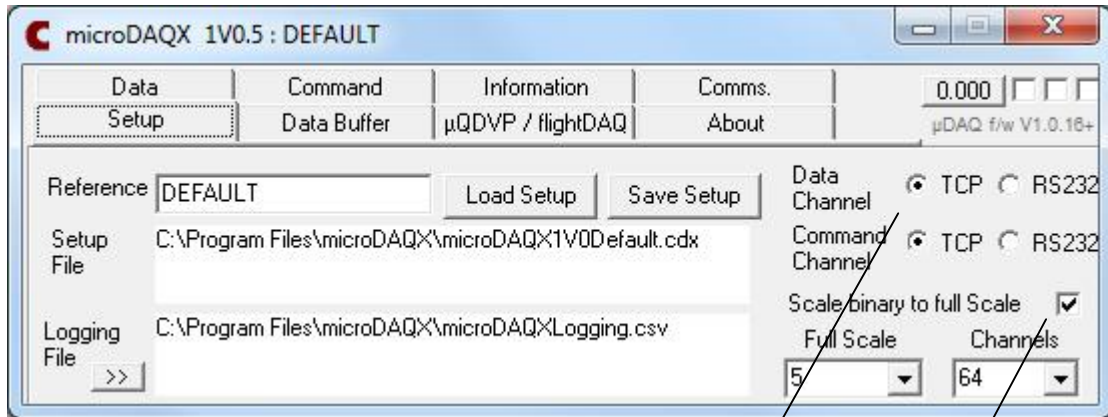 microDAQX 1V0.5 : DEFAULT
Data Command Information Comms.
0.000
Setup Data Buffer µQDVP / flightDAQ About
µDAQ f/w V1.0.16+
Reference DEFAULT Load Setup Save Setup
Data Channel TCP RS232
Setup File C:\Program Files\microDAQX\microDAQX1V0Default.cdx
Command Channel TCP RS232
Scale binary to full Scale
Logging File >> C:\Program Files\microDAQX\microDAQXLogging.csv
Full Scale Channels
5 64